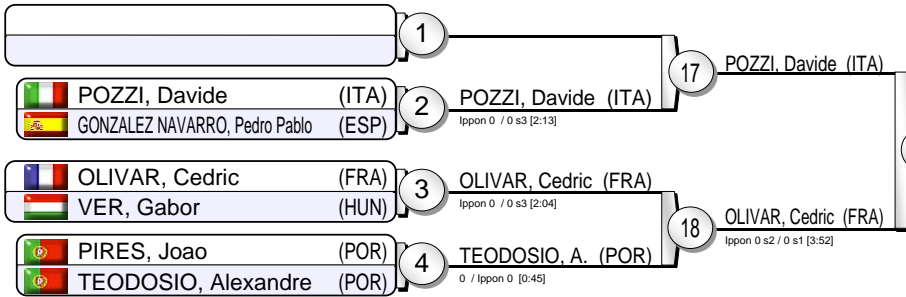 1
POZZI, Davide (ITA)
GONZALEZ NAVARRO, Pedro Pablo (ESP)
2
POZZI, Davide (ITA)
Ippon 0 / 0 s3 [2:13]
17
POZZI, Davide (ITA)
OLIVAR, Cedric (FRA)
VER, Gabor (HUN)
3
OLIVAR, Cedric (FRA)
Ippon 0 / 0 s3 [2:04]
PIRES, Joao (POR)
TEODOSIO, Alexandre (POR)
4
TEODOSIO, A. (POR)
0 / Ippon 0 [0:45]
18
OLIVAR, Cedric (FRA)
Ippon 0 s2 / 0 s1 [3:52]